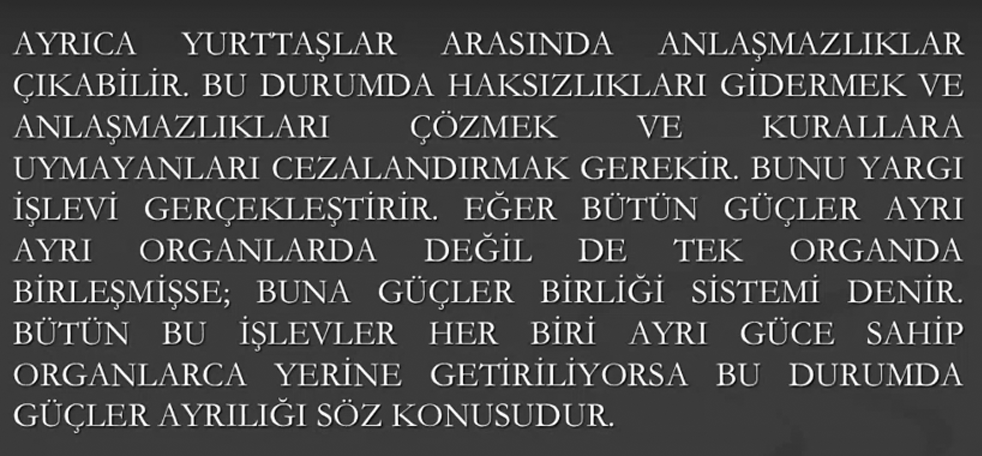 AYRICA YURTTAŞLAR ARASINDA ANLAŞMAZLIKLAR
ÇIKABİLİR. BU DURUMDA HAKSIZLIKLARI GİDERMEK VE
ANLAŞMAZLIKLARI ÇÖZMEK VE KURALLARA
UYMAYANLARI CEZALANDIRMAK GEREKİR. BUNU YARGI
İŞLEVİ GERÇEKLEŞTİRİR. EĞER BÜTÜN GÜÇLER AYRI
AYRI ORGANLARDA DEĞİL DE TEK ORGANDA
BİRLEŞMİŞSE; BUNA GÜÇLER BİRLİĞİ SİSTEMİ DENİR.
BÜTÜN BU İŞLEVLER HER BİRİ AYRI GÜCE SAHİP
ORGANLARCA YERİNE GETİRİLİYORSA BU DURUMDA
GÜÇLER AYRILIĞI SÖZ KONUSUDUR.